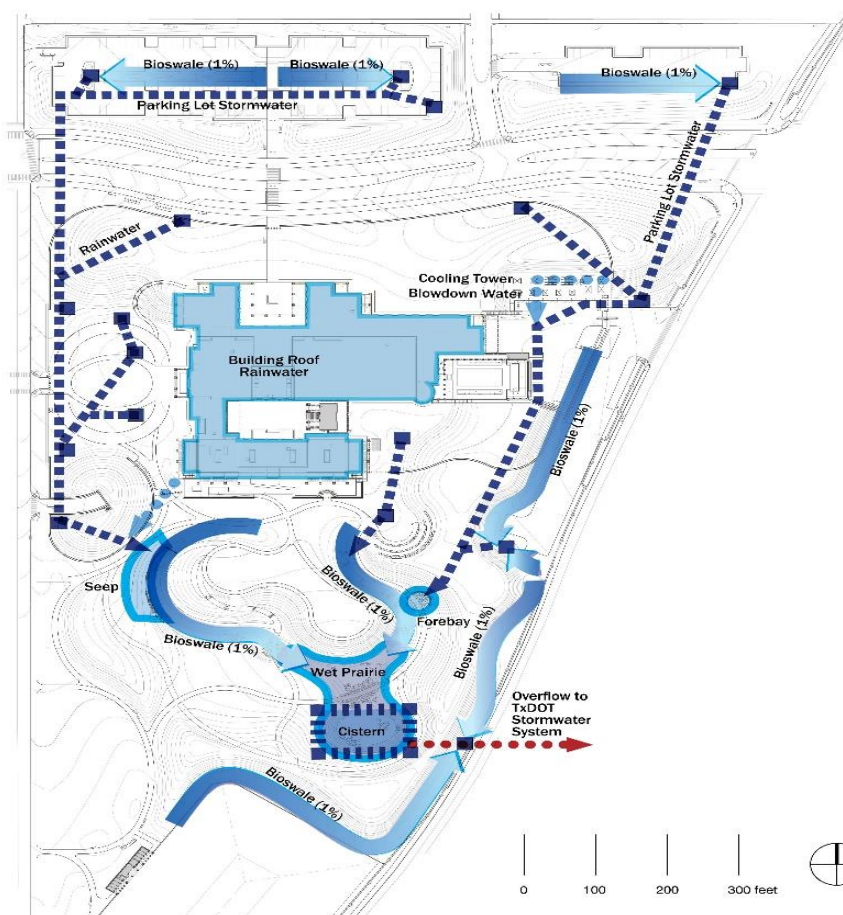 Bioswale (1%)
Bioswale (1%)
Bioswale (1%)
Parking Lot Stormwater
Parking Lot Stormwater
Rainwater
Cooling Tower
Blowdown Water
Building Roof
Rainwater
Bioswale (1%)
Seep
Bioswale (1%)
Forebay
Bioswale (1%)
Bioswale (1%)
Wet Prairie
Overflow to
TxDOT
Stormwater
System
Cistern
Bioswale (1%)
0
100
200
300 feet